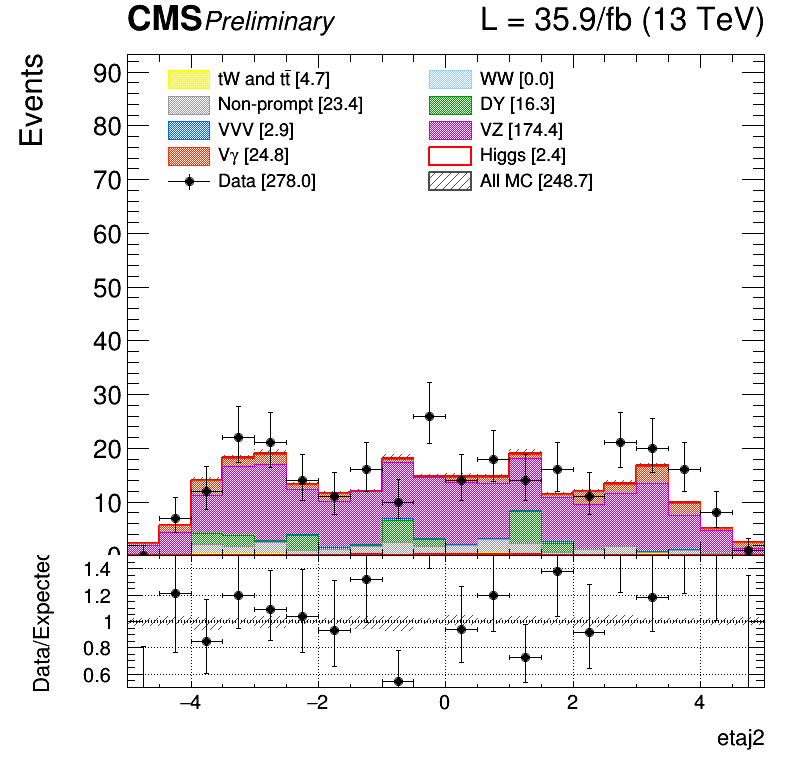 CMS Preliminary L = 35.9/fb (13 TeV)
Events
90
80
70
60
50
40
30
20
10
0
tW and tt̄ [4.7]
Non-prompt [23.4]
VVV [2.9]
Vγ [24.8]
Data [278.0]
WW [0.0]
DY [16.3]
VZ [174.4]
Higgs [2.4]
All MC [248.7]
Data/Expected
1.4
1.2
1
0.8
0.6
−4 −2 0 2 4
etaj2